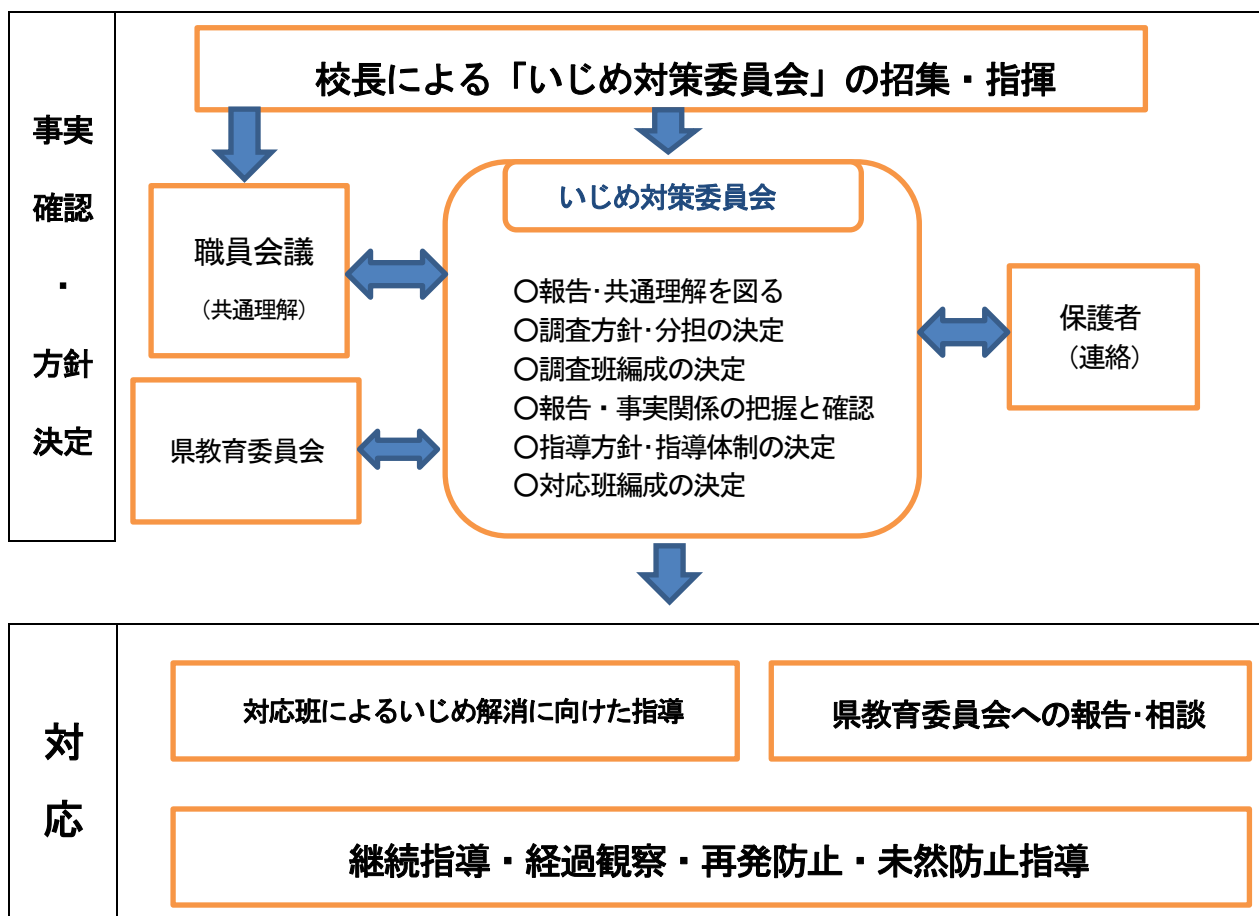 事実
確認
・
方針
決定
校長による「いじめ対策委員会」の招集・指揮
いじめ対策委員会
職員会議
（共通理解）
県教育委員会
〇報告･共通理解を図る
〇調査方針･分担の決定
〇調査班編成の決定
〇報告・事実関係の把握と確認
〇指導方針･指導体制の決定
〇対応班編成の決定
保護者
（連絡）
対
応
対応班によるいじめ解消に向けた指導
県教育委員会への報告･相談
継続指導・経過観察・再発防止・未然防止指導